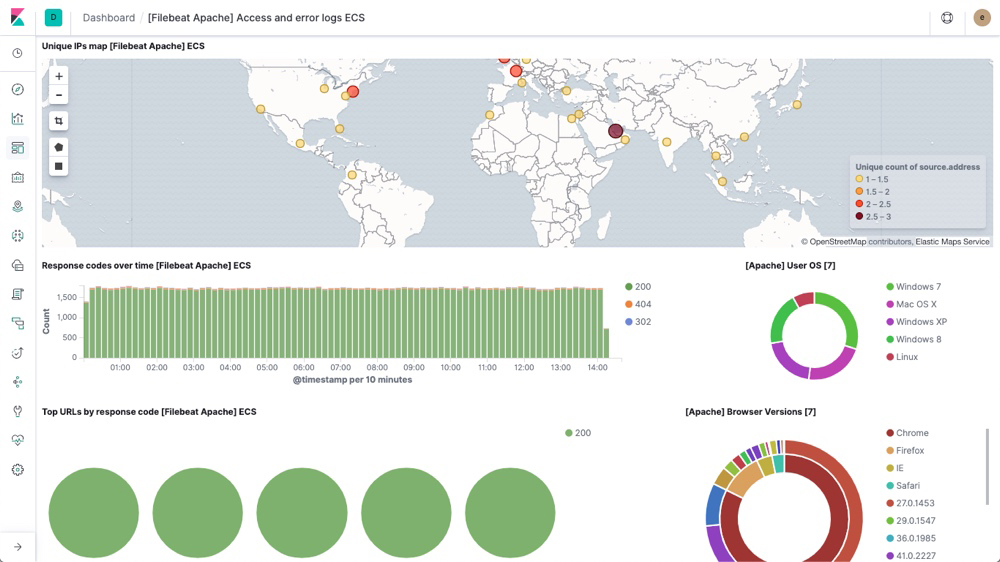 D
Dashboard / [Filebeat Apache] Access and error logs ECS
e
Unique IPs map [Filebeat Apache] ECS
+
−
Unique count of source.address
1 – 1.5
1.5 – 2
2 – 2.5
2.5 – 3
© OpenStreetMap contributors, Elastic Maps Service
Response codes over time [Filebeat Apache] ECS
Count
1,500
1,000
500
0
01:00 02:00 03:00 04:00 05:00 06:00 07:00 08:00 09:00 10:00 11:00 12:00 13:00 14:00
@timestamp per 10 minutes
200
404
302
[Apache] User OS [7]
Windows 7
Mac OS X
Windows XP
Windows 8
Linux
Top URLs by response code [Filebeat Apache] ECS
200
[Apache] Browser Versions [7]
Chrome
Firefox
IE
Safari
27.0.1453
29.0.1547
36.0.1985
41.0.2227